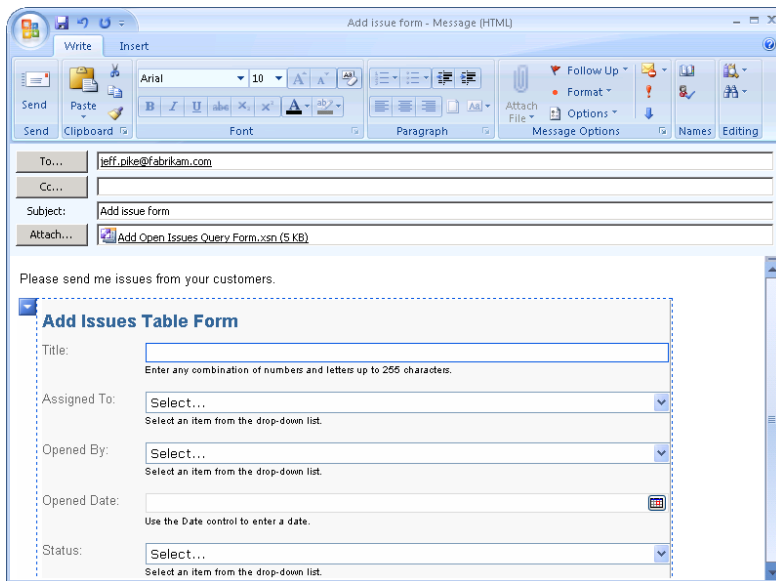 Add issue form - Message (HTML)
Write Insert
Arial 10
Follow Up
Format
Options
Send Paste
Attach File
B I U abc X₂ X² A ab
Send Clipboard Font Paragraph Message Options Names Editing
To... jeff.pike@fabrikam.com
Cc...
Subject: Add issue form
Attach... Add Open Issues Query Form.xsn (5 KB)
Please send me issues from your customers.
Add Issues Table Form
Title:
Enter any combination of numbers and letters up to 255 characters.
Assigned To: Select...
Select an item from the drop-down list.
Opened By: Select...
Select an item from the drop-down list.
Opened Date:
Use the Date control to enter a date.
Status: Select...
Select an item from the drop-down list.